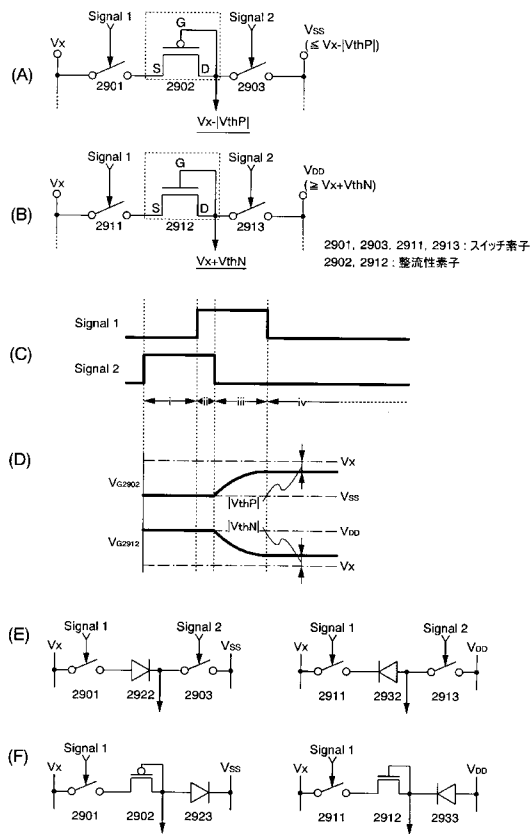 Signal 1 Signal 2
Vx G VSS
(≦ Vx-|VthP|)
(A)
S D
2901 2902 2903
Vx-|VthP|
Signal 1 Signal 2
Vx G VDD
(≧ Vx+VthN)
(B)
S D
2911 2912 2913
Vx+VthN
2901, 2903, 2911, 2913 : スイッチ素子
2902, 2912 : 整流性素子
Signal 1
(C)
Signal 2
i ii iii iv
(D)
Vx
VG2902
|VthP| VSS
|VthN| VDD
VG2912
Vx
(E)
Signal 1 Signal 2 Signal 1 Signal 2
Vx VSS Vx VDD
2901 2922 2903 2911 2932 2913
(F)
Signal 1 Signal 1
Vx VSS Vx VDD
2901 2902 2923 2911 2912 2933